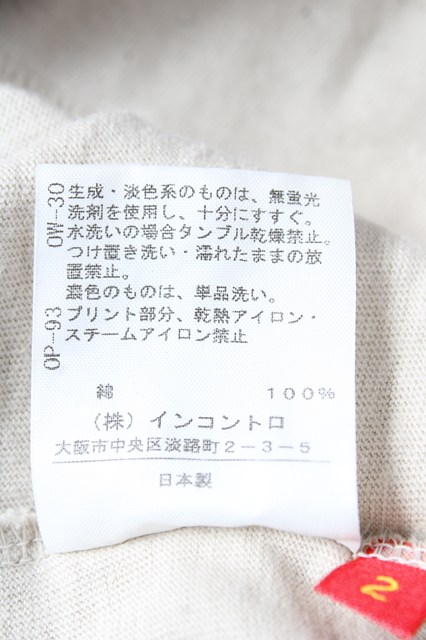 OW-30
生成・淡色系のものは、無蛍光
洗剤を使用し、十分にすすぐ。
水洗いの場合タンブル乾燥禁止。
つけ置き洗い・濡れたままの放
置禁止。
濃色のものは、単品洗い。
OP-93
プリント部分、乾熱アイロン・
スチームアイロン禁止
綿 100%
(株)インコントロ
大阪市中央区淡路町2-3-5
日本製
2